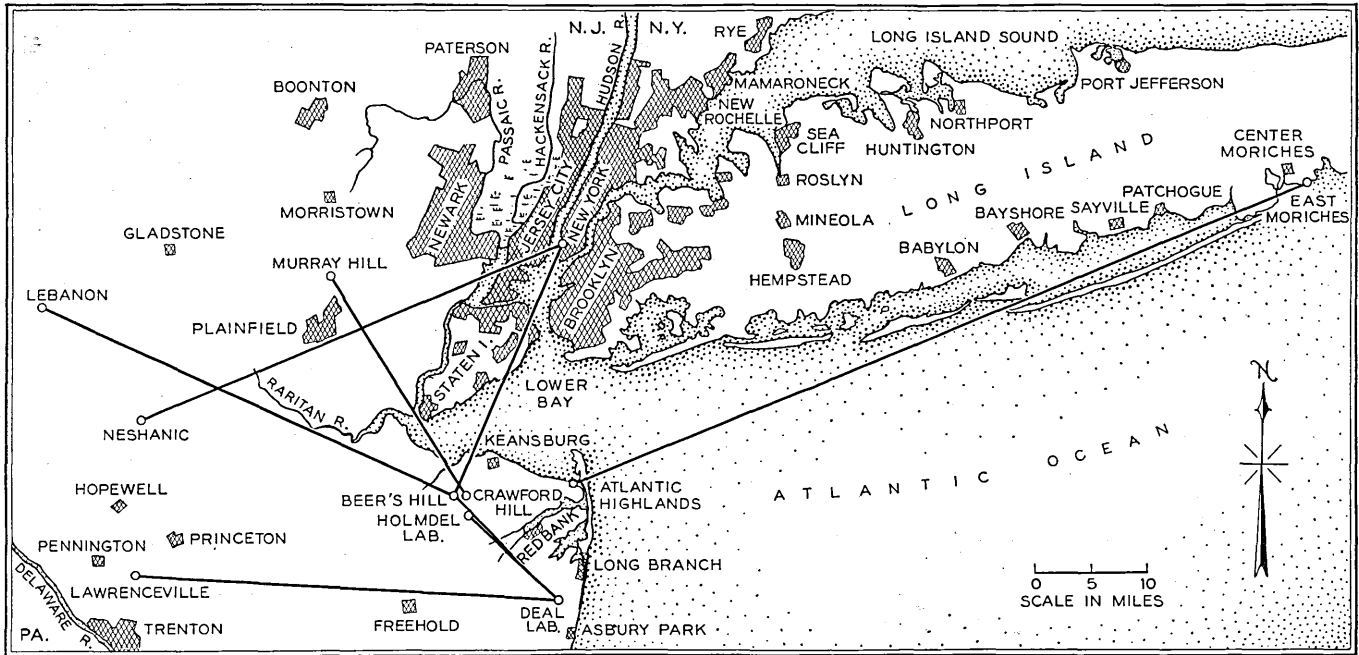 N.J.
N.Y.
HUDSON R.
HACKENSACK R.
PASSAIC R.
PATERSON
BOONTON
RYE
LONG ISLAND SOUND
MAMARONECK
NEW
ROCHELLE
PORT JEFFERSON
SEA
CLIFF
HUNTINGTON
NORTHPORT
CENTER
MORICHES
LONG ISLAND
ROSLYN
MORRISTOWN
NEWARK
JERSEY CITY
NEW YORK
EAST
MORICHES
MINEOLA
BAYSHORE
SAYVILLE
PATCHOGUE
GLADSTONE
MURRAY HILL
BABYLON
HEMPSTEAD
BROOKLYN
LEBANON
PLAINFIELD
STATEN I.
LOWER
BAY
RARITAN R.
NESHANIC
KEANSBURG
N
ATLANTIC OCEAN
HOPEWELL
BEER'S HILL
CRAWFORD
HILL
ATLANTIC
HIGHLANDS
HOLMDEL
LAB.
RED BANK
PRINCETON
PENNINGTON
LONG BRANCH
LAWRENCEVILLE
0 5 10
SCALE IN MILES
DELAWARE R.
PA.
TRENTON
FREEHOLD
DEAL
LAB.
ASBURY PARK